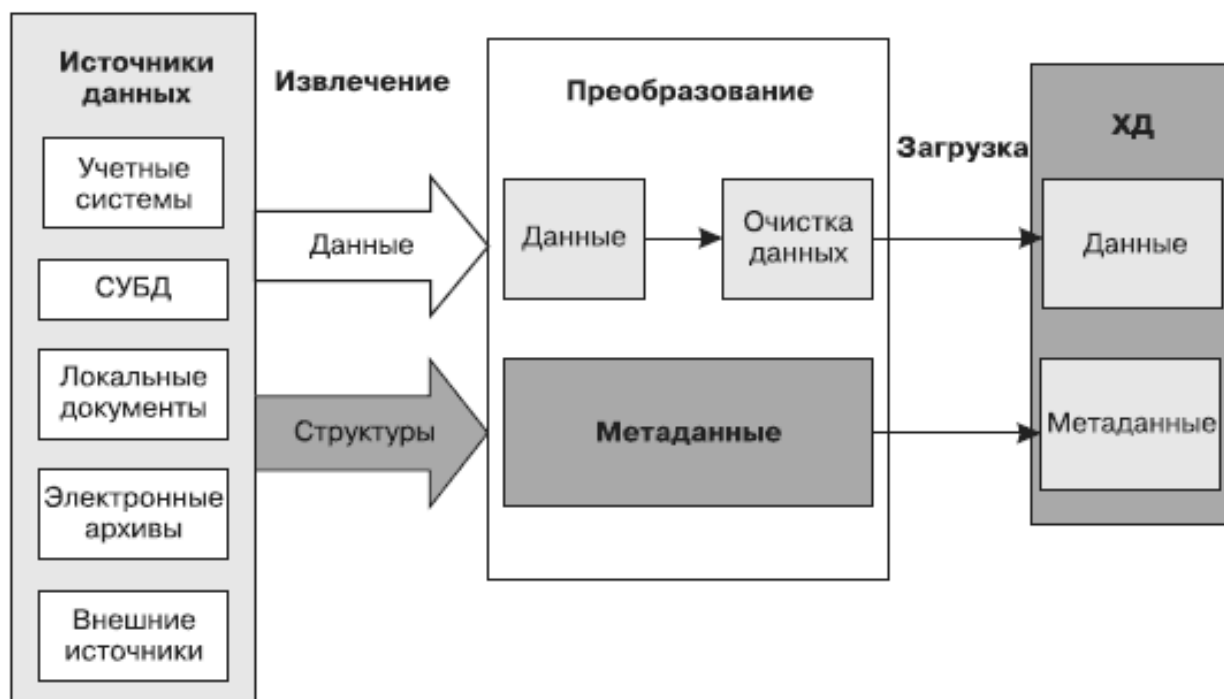 Источники
данных
Учетные
системы
СУБД
Локальные
документы
Электронные
архивы
Внешние
источники
Извлечение
Данные
Структуры
Преобразование
Данные
Очистка
данных
Метаданные
Загрузка
ХД
Данные
Метаданные